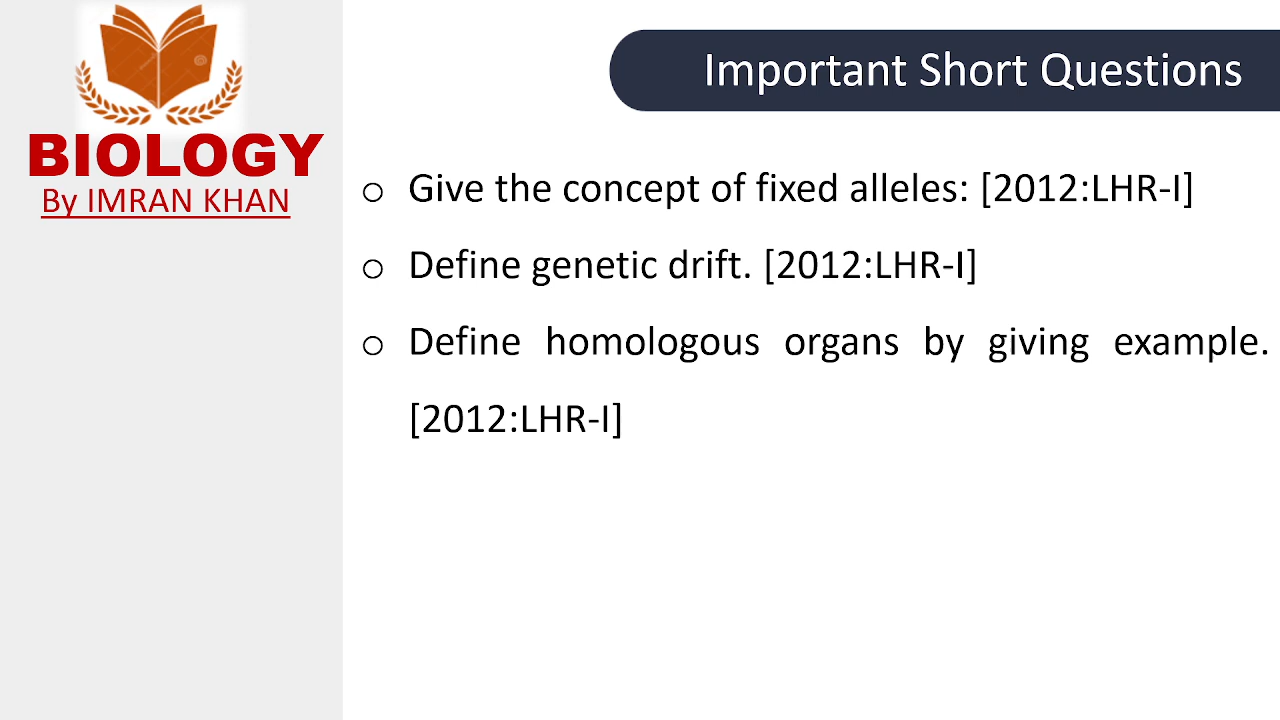 BIOLOGY
By IMRAN KHAN
Important Short Questions
o Give the concept of fixed alleles: [2012:LHR-I]
o Define genetic drift. [2012:LHR-I]
o Define homologous organs by giving example.
[2012:LHR-I]